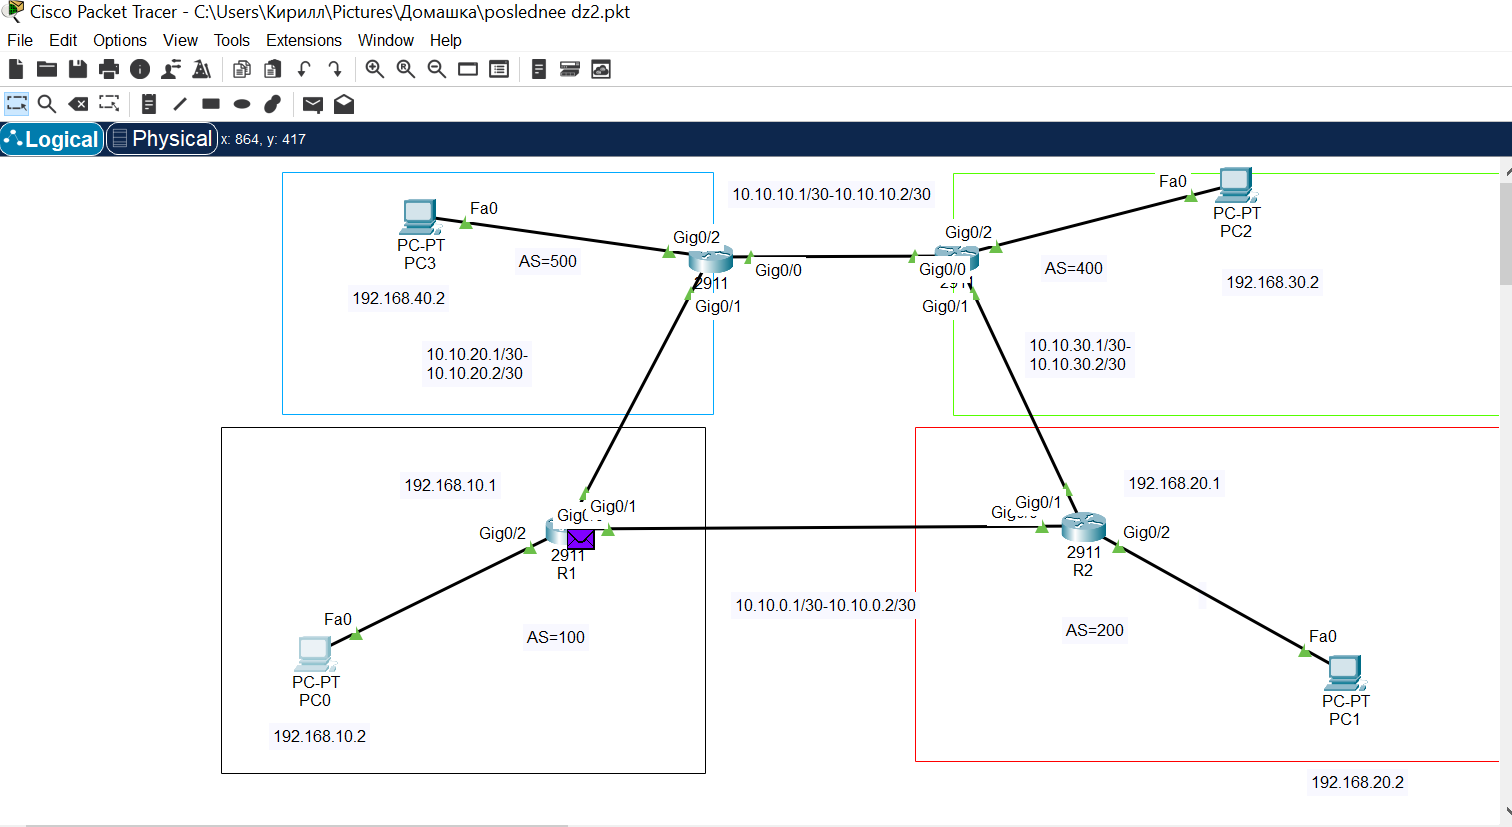 Cisco Packet Tracer - C:\Users\Кирилл\Pictures\Домашка\poslednee dz2.pkt
File Edit Options View Tools Extensions Window Help
Logical Physical x: 864, y: 417
10.10.10.1/30-10.10.10.2/30
Fa0
PC-PT
PC3
192.168.40.2
AS=500
Gig0/2
2911
Gig0/0
Gig0/1
10.10.20.1/30-
10.10.20.2/30
Fa0
PC-PT
PC2
192.168.30.2
AS=400
Gig0/2
Gig0/0
2911
Gig0/1
10.10.30.1/30-
10.10.30.2/30
192.168.10.1
Gig0/1
Gig0/2
2911
R1
AS=100
Fa0
PC-PT
PC0
192.168.10.2
10.10.0.1/30-10.10.0.2/30
192.168.20.1
Gig0/1
Gig0/2
2911
R2
AS=200
Fa0
PC-PT
PC1
192.168.20.2